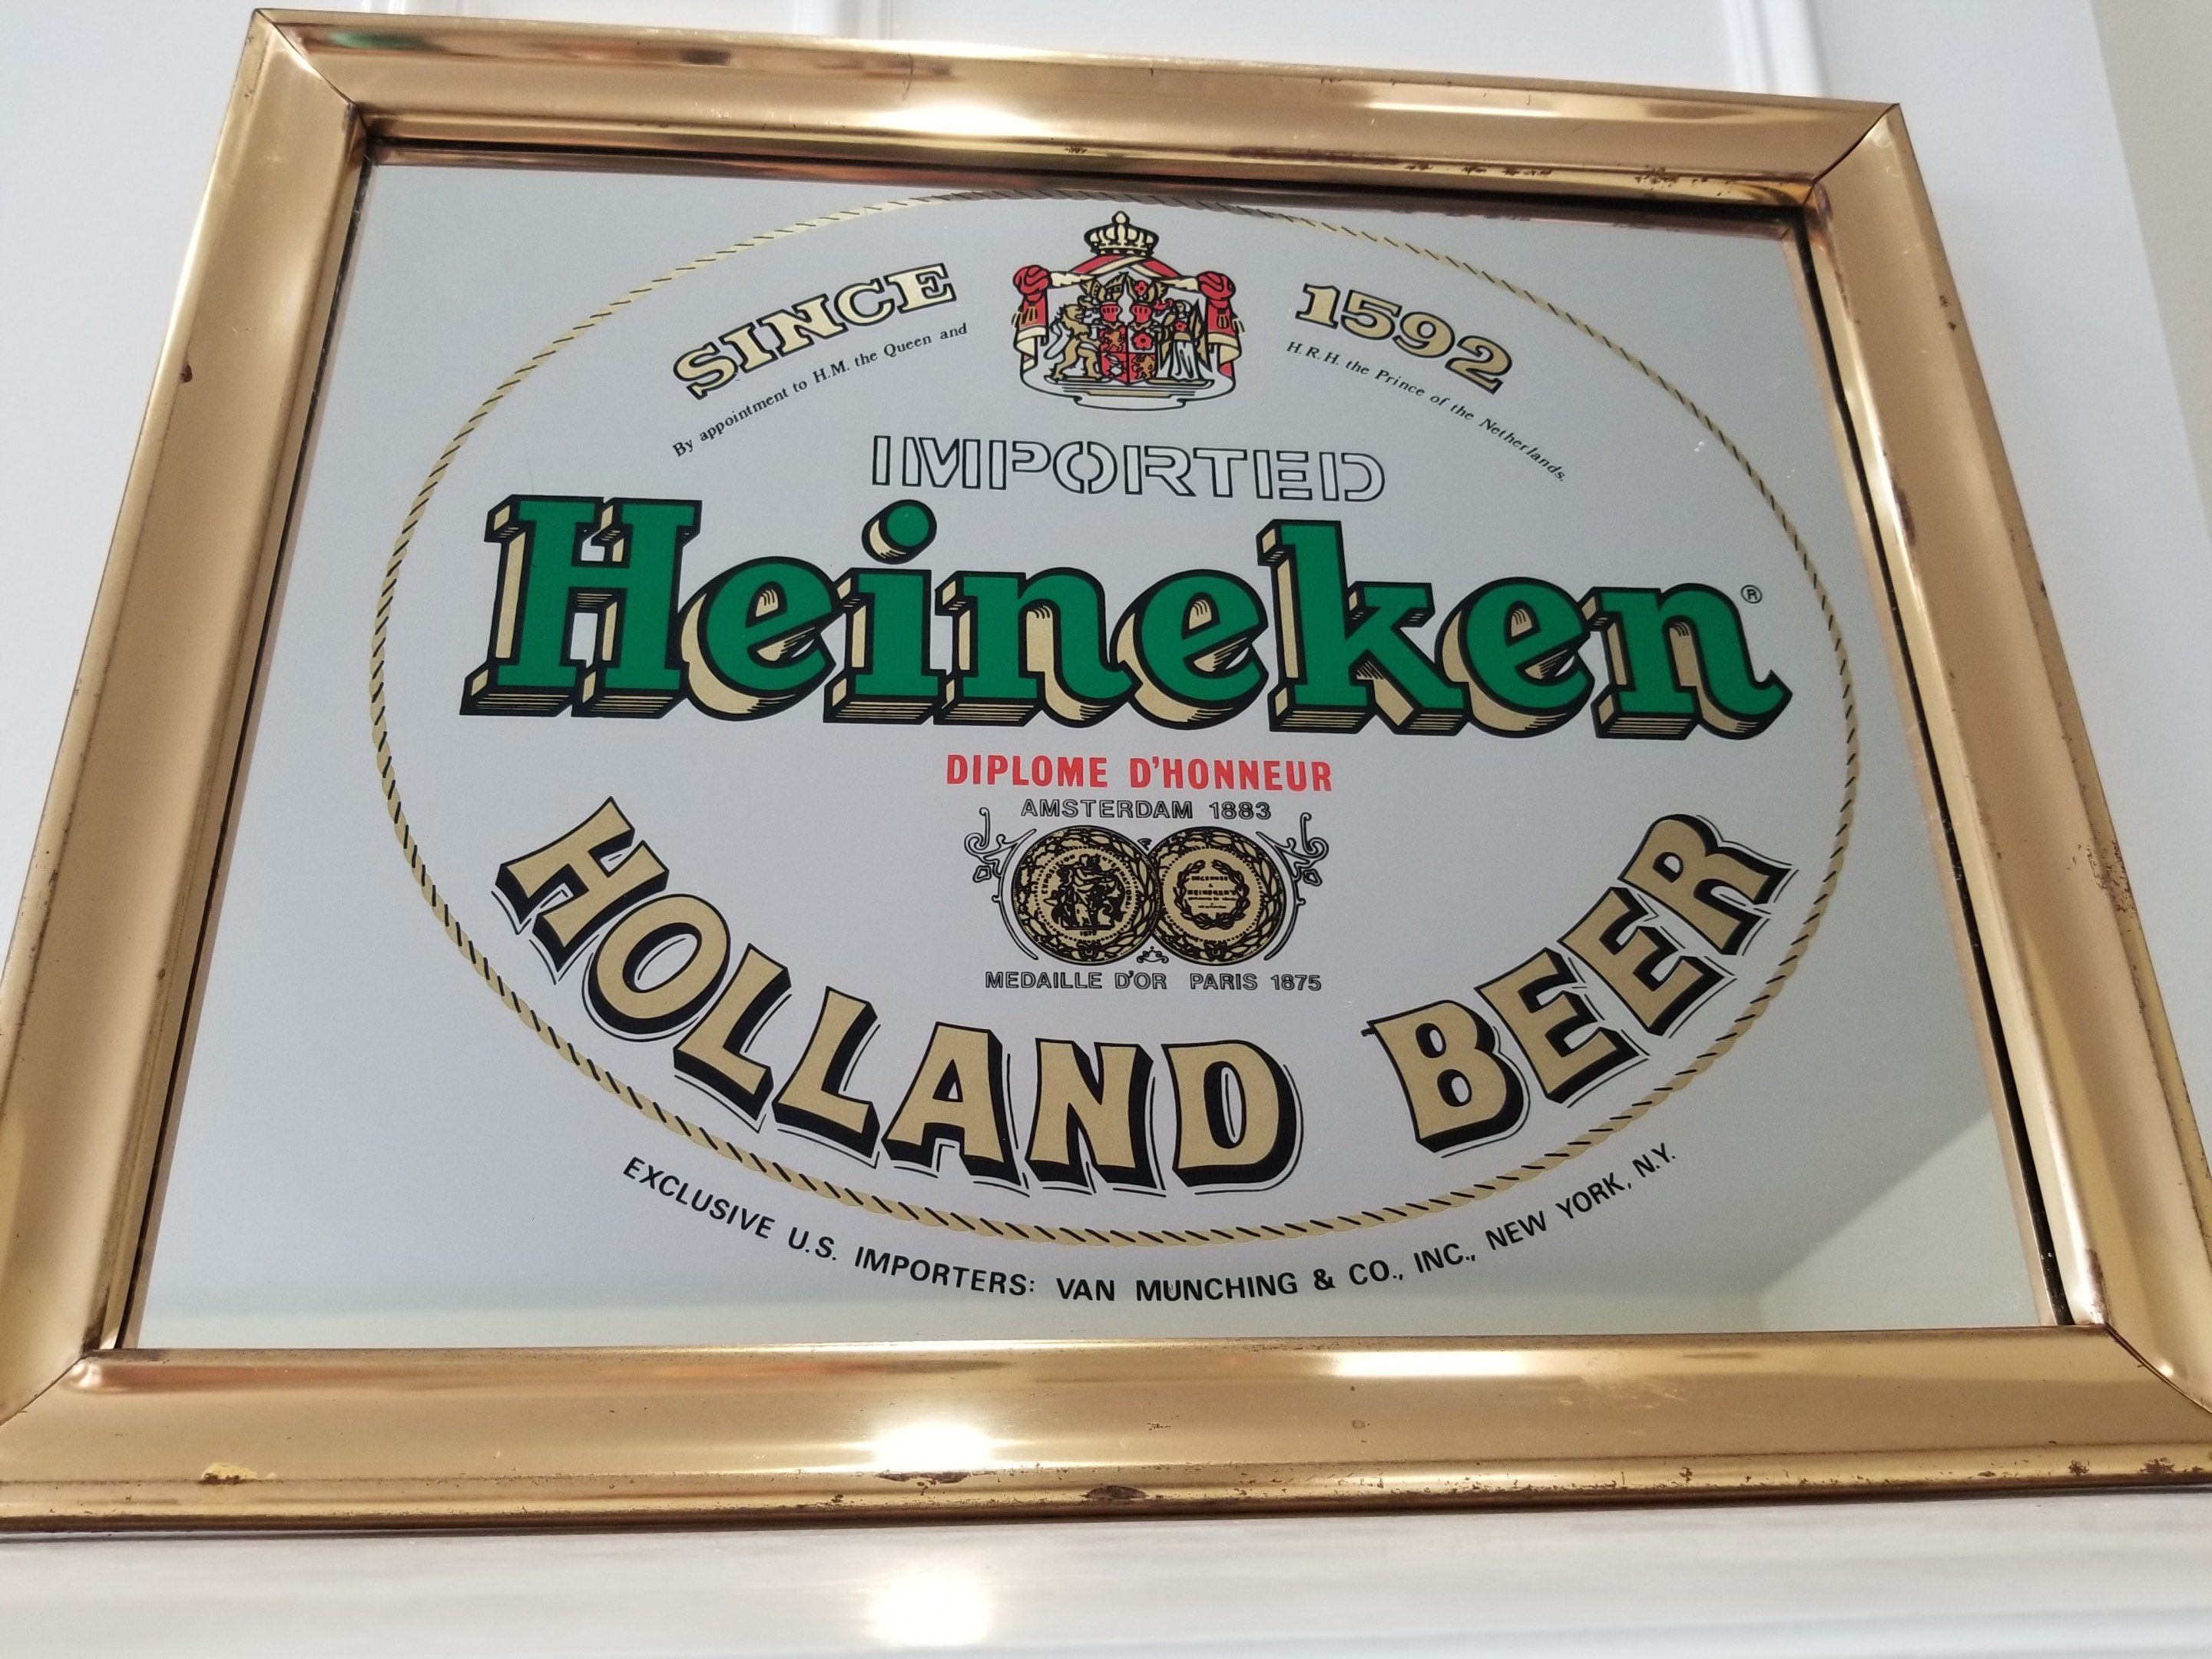 SINCE 1592
By appointment to H.M. the Queen and H.R.H. the Prince of the Netherlands.
IMPORTED
Heineken®
DIPLOME D'HONNEUR
AMSTERDAM 1883
MEDAILLE D'OR PARIS 1875
HOLLAND BEER
EXCLUSIVE U.S. IMPORTERS: VAN MUNCHING & CO., INC., NEW YORK, N.Y.